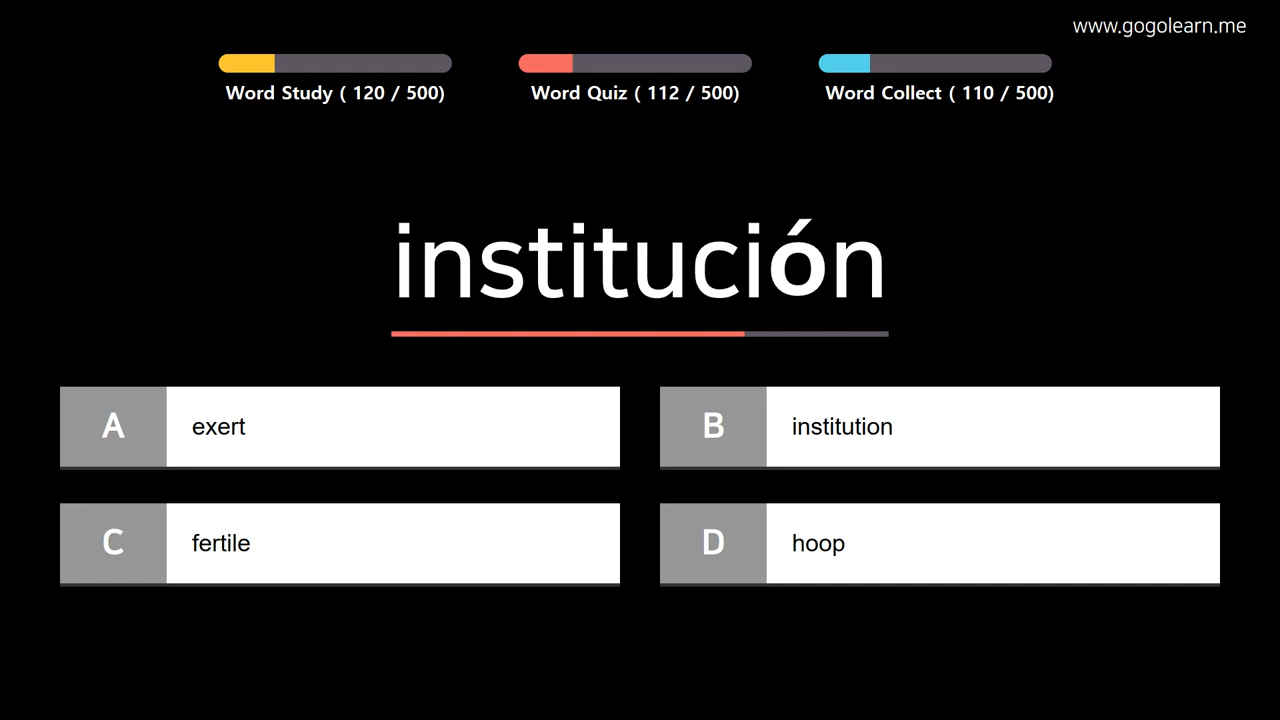 www.gogolearn.me
Word Study ( 120 / 500)
Word Quiz ( 112 / 500)
Word Collect ( 110 / 500)
institución
A exert
B institution
C fertile
D hoop